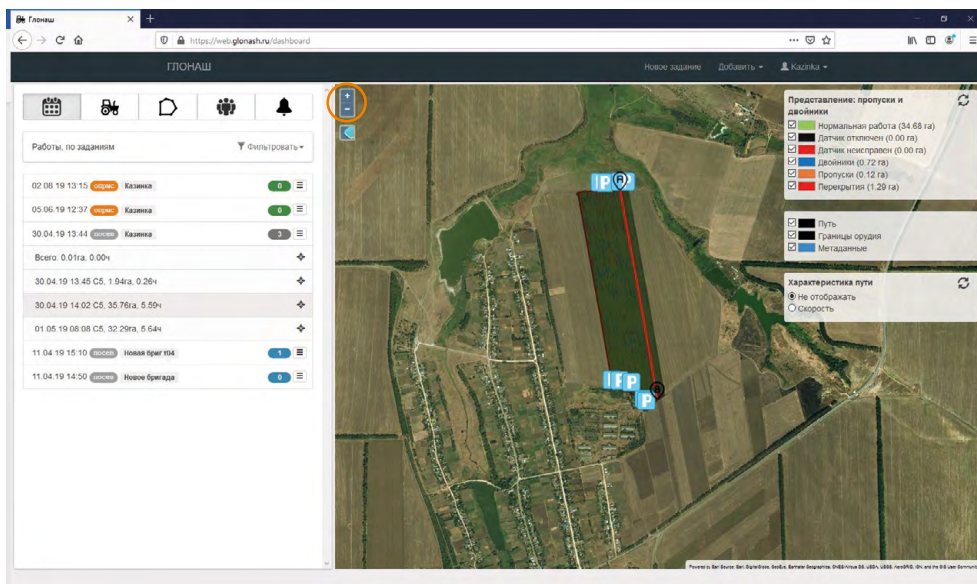 Глонаш
https://web.glonash.ru/dashboard
ГЛОНАШ
Новое задание Добавить Kazinka
Работы, по заданиям Фильтровать
02.08.19 13:15 опрыс Казинка 0
05.06.19 12:37 опрыс Казинка 0
30.04.19 13:44 посев Казинка 3
Всего: 0.01га, 0.00ч
30.04.19 13:45 C5, 1.94га, 0.26ч
30.04.19 14:02 C5, 35.76га, 5.59ч
01.05.19 08:08 C5, 32.29га, 5.64ч
11.04.19 15:10 посев Новая бриг т04 1
11.04.19 14:50 посев Новое бригада 0
+
−
P
P
P
P
Представление: пропуски и
двойники
Нормальная работа (34.68 га)
Датчик отключен (0.00 га)
Датчик неисправен (0.00 га)
Двойники (0.72 га)
Пропуски (0.12 га)
Перекрытия (1.29 га)
Путь
Границы орудия
Метаданные
Характеристика пути
Не отображать
Скорость